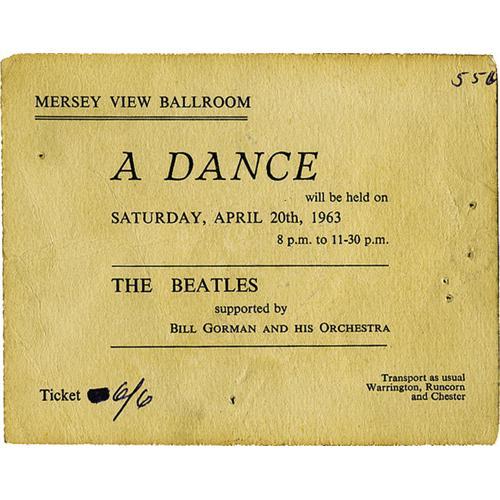 MERSEY VIEW BALLROOM
A DANCE
will be held on
SATURDAY, APRIL 20th, 1963
8 p.m. to 11-30 p.m.
THE BEATLES
supported by
BILL GORMAN AND HIS ORCHESTRA
Ticket 6/6
Transport as usual
Warrington, Runcorn
and Chester